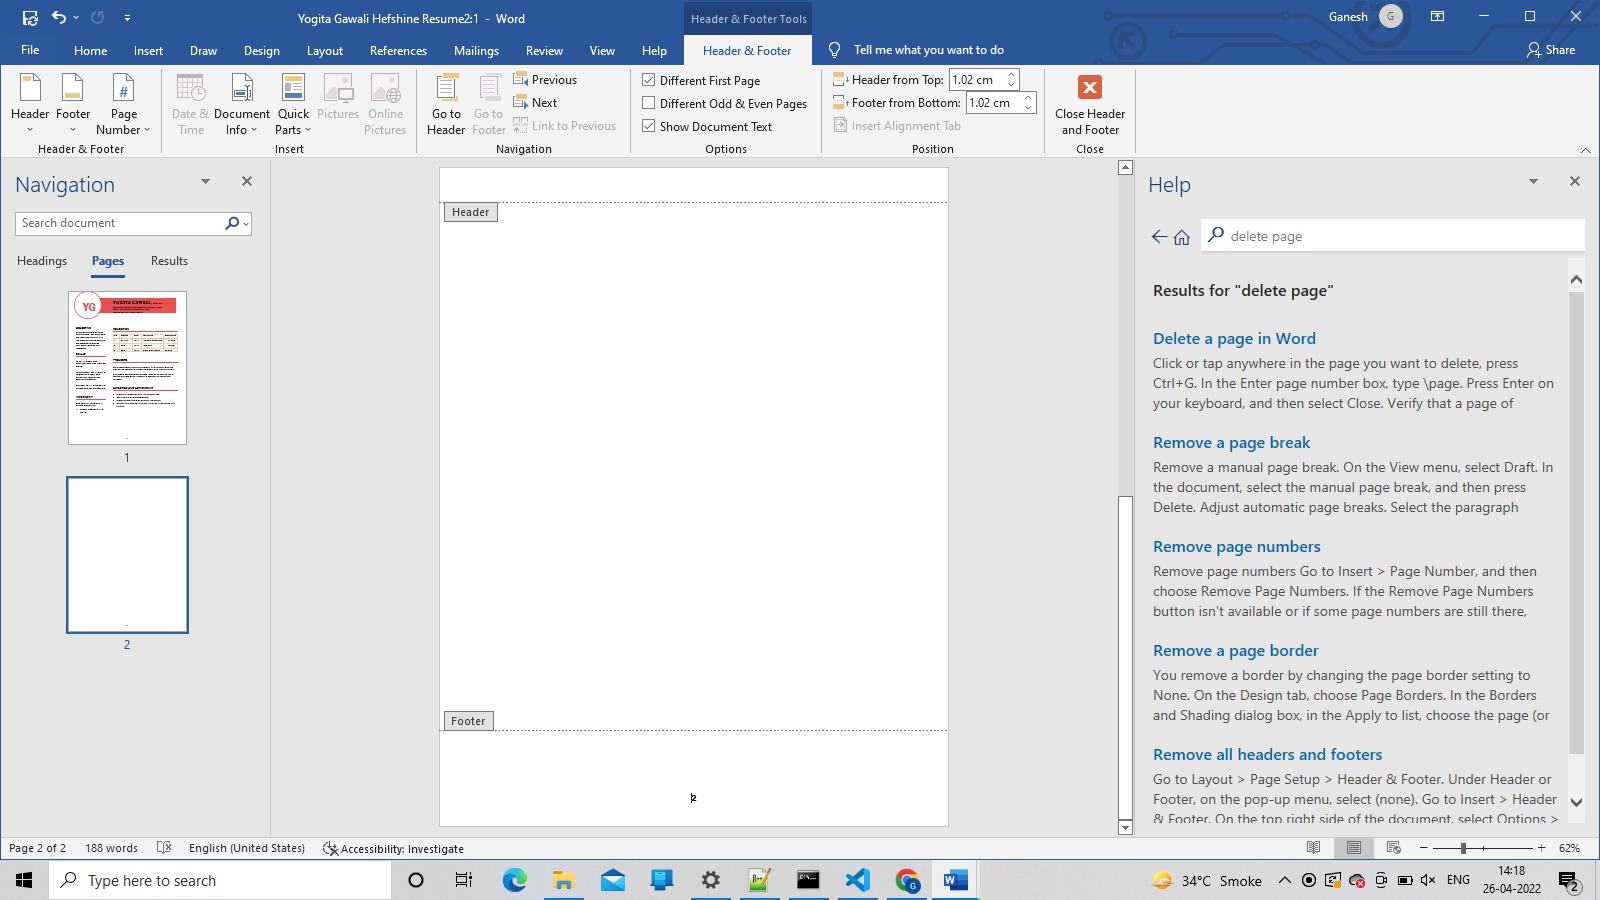 Yogita Gawali Hefshine Resume2:1 - Word
Header & Footer Tools
Ganesh
G
File
Home
Insert
Draw
Design
Layout
References
Mailings
Review
View
Help
Header & Footer
Tell me what you want to do
Share
Header
Footer
Page
Number
Header & Footer
Date &
Time
Document
Info
Quick
Parts
Pictures
Online
Pictures
Insert
Go to
Header
Go to
Footer
Previous
Next
Link to Previous
Navigation
Different First Page
Different Odd & Even Pages
Show Document Text
Options
Header from Top: 1.02 cm
Footer from Bottom: 1.02 cm
Insert Alignment Tab
Position
Close Header
and Footer
Close
Navigation
Search document
Headings
Pages
Results
YG
YOGITA GAWALI,
1
2
Header
Footer
2
Help
delete page
Results for "delete page"
Delete a page in Word
Click or tap anywhere in the page you want to delete, press
Ctrl+G. In the Enter page number box, type \page. Press Enter on
your keyboard, and then select Close. Verify that a page of
Remove a page break
Remove a manual page break. On the View menu, select Draft. In
the document, select the manual page break, and then press
Delete. Adjust automatic page breaks. Select the paragraph
Remove page numbers
Remove page numbers Go to Insert > Page Number, and then
choose Remove Page Numbers. If the Remove Page Numbers
button isn't available or if some page numbers are still there,
Remove a page border
You remove a border by changing the page border setting to
None. On the Design tab, choose Page Borders. In the Borders
and Shading dialog box, in the Apply to list, choose the page (or
Remove all headers and footers
Go to Layout > Page Setup > Header & Footer. Under Header or
Footer, on the pop-up menu, select (none). Go to Insert > Header
& Footer. On the top right side of the document, select Options >
Page 2 of 2
188 words
English (United States)
Accessibility: Investigate
62%
Type here to search
34°C Smoke
ENG
14:18
26-04-2022
2